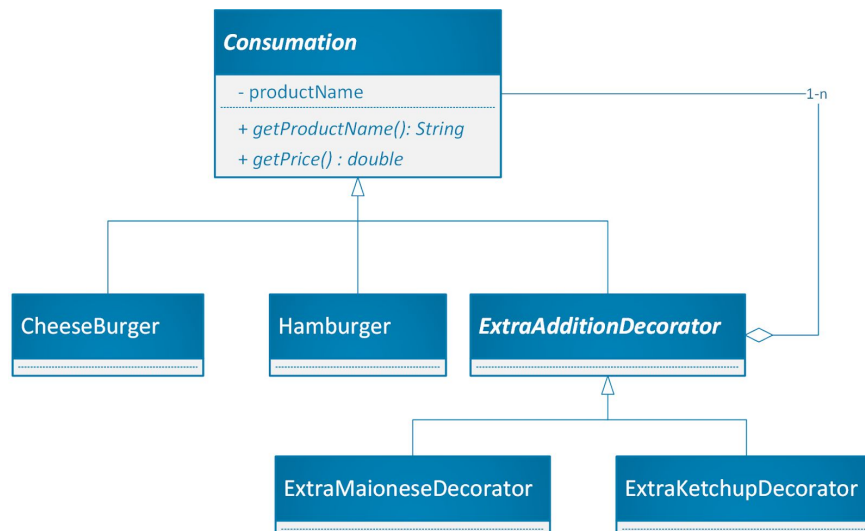 Consumation
- productName
+ getProductName(): String
+ getPrice() : double
1-n
CheeseBurger
Hamburger
ExtraAdditionDecorator
ExtraMaioneseDecorator
ExtraKetchupDecorator